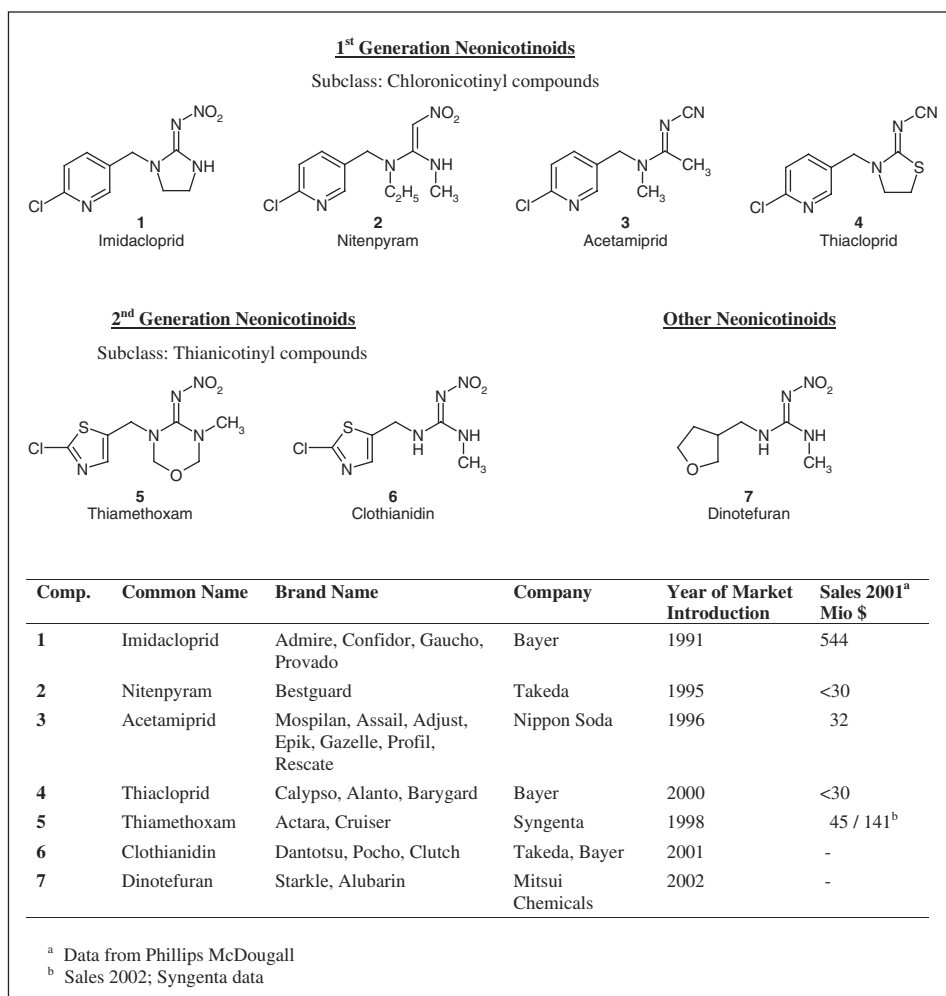 1st Generation Neonicotinoids
Subclass: Chloronicotinyl compounds
NO2
N
N
NH
Cl
N
1
Imidacloprid
NO2
N
NH
C2H5
CH3
Cl
N
2
Nitenpyram
CN
N
N
CH3
CH3
Cl
N
3
Acetamiprid
CN
N
N
S
Cl
N
4
Thiacloprid
2nd Generation Neonicotinoids
Subclass: Thianicotinyl compounds
NO2
N
S
N
N
CH3
Cl
N
O
5
Thiamethoxam
NO2
N
S
N
H
NH
CH3
Cl
N
6
Clothianidin
Other Neonicotinoids
NO2
N
N
H
NH
CH3
O
7
Dinotefuran
Comp. Common Name Brand Name Company Year of Market Sales 2001a
Introduction Mio $
1 Imidacloprid Admire, Confidor, Gaucho, Bayer 1991 544
Provado
2 Nitenpyram Bestguard Takeda 1995 <30
3 Acetamiprid Mospilan, Assail, Adjust, Nippon Soda 1996 32
Epik, Gazelle, Profil,
Rescate
4 Thiacloprid Calypso, Alanto, Barygard Bayer 2000 <30
5 Thiamethoxam Actara, Cruiser Syngenta 1998 45 / 141b
6 Clothianidin Dantotsu, Pocho, Clutch Takeda, Bayer 2001 -
7 Dinotefuran Starkle, Alubarin Mitsui 2002 -
Chemicals
a Data from Phillips McDougall
b Sales 2002; Syngenta data